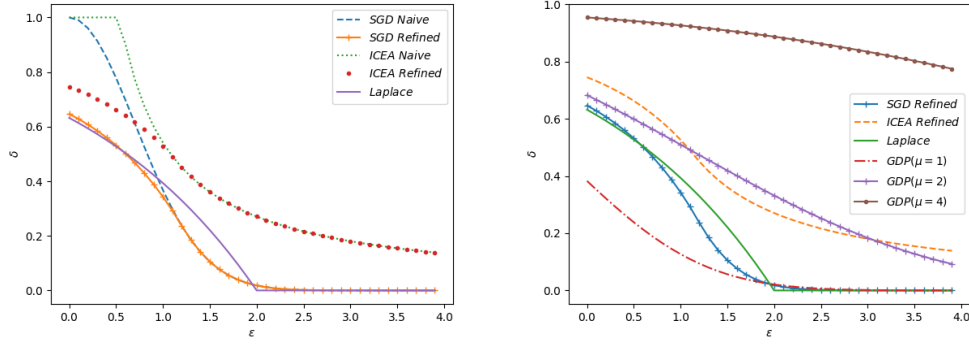 1.0
0.8
0.6
0.4
0.2
0.0
δ
0.0 0.5 1.0 1.5 2.0 2.5 3.0 3.5 4.0
ε
SGD Naive
SGD Refined
ICEA Naive
ICEA Refined
Laplace
1.0
0.8
0.6
0.4
0.2
0.0
δ
0.0 0.5 1.0 1.5 2.0 2.5 3.0 3.5 4.0
ε
SGD Refined
ICEA Refined
Laplace
GDP(μ = 1)
GDP(μ = 2)
GDP(μ = 4)